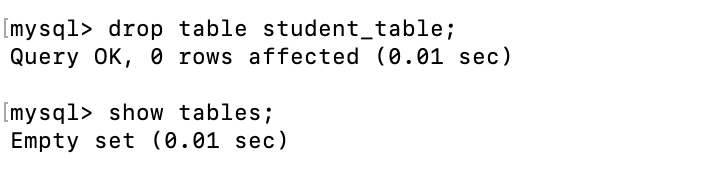 [mysql> drop table student_table;
Query OK, 0 rows affected (0.01 sec)
[mysql> show tables;
Empty set (0.01 sec)